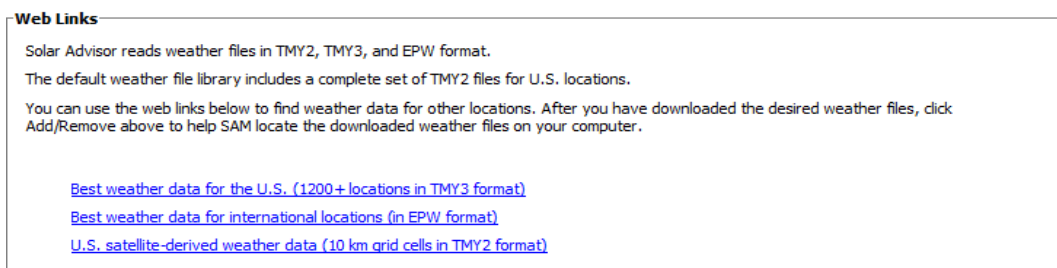 Web Links
Solar Advisor reads weather files in TMY2, TMY3, and EPW format.
The default weather file library includes a complete set of TMY2 files for U.S. locations.
You can use the web links below to find weather data for other locations. After you have downloaded the desired weather files, click
Add/Remove above to help SAM locate the downloaded weather files on your computer.
Best weather data for the U.S. (1200+ locations in TMY3 format)
Best weather data for international locations (in EPW format)
U.S. satellite-derived weather data (10 km grid cells in TMY2 format)